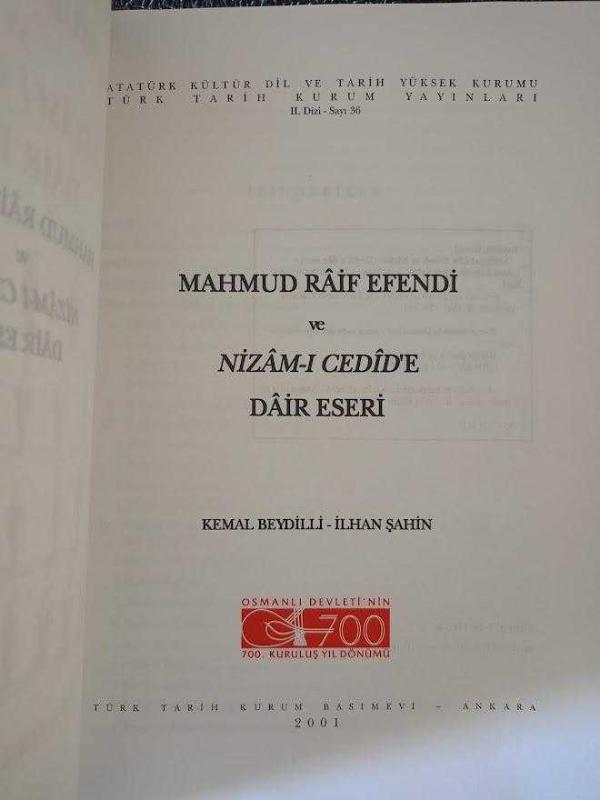 ATATÜRK KÜLTÜR DİL VE TARİH YÜKSEK KURUMU
TÜRK TARİH KURUM YAYINLARI
II. Dizi - Sayı 36
MAHMUD RÂİF EFENDİ
ve
NİZÂM-I CEDÎD'E
DÂİR ESERİ
KEMAL BEYDİLLİ - İLHAN ŞAHİN
OSMANLI DEVLETİ'NİN
700
700. KURULUŞ YIL DÖNÜMÜ
TÜRK TARİH KURUM BASIMEVİ - ANKARA
2001